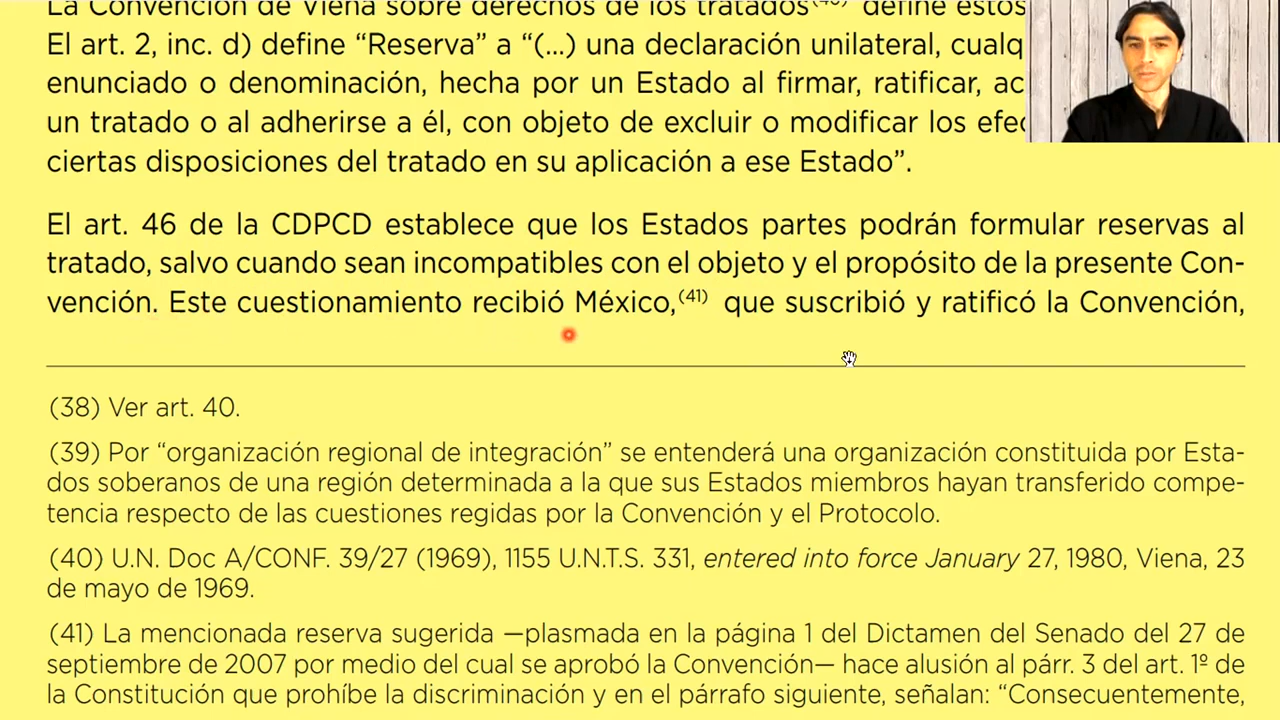 La Convención de Viena sobre derechos de los tratados⁽⁴⁰⁾ define estos
El art. 2, inc. d) define “Reserva” a “(...) una declaración unilateral,
enunciado o denominación, hecha por un Estado al firmar, ratificar,
un tratado o al adherirse a él, con objeto de excluir o modificar los
ciertas disposiciones del tratado en su aplicación a ese Estado”.
El art. 46 de la CDPCD establece que los Estados partes podrán formular reservas al
tratado, salvo cuando sean incompatibles con el objeto y el propósito de la presente Con-
vención. Este cuestionamiento recibió México,⁽⁴¹⁾ que suscribió y ratificó la Convención,
(38) Ver art. 40.
(39) Por “organización regional de integración” se entenderá una organización constituida por Esta-
dos soberanos de una región determinada a la que sus Estados miembros hayan transferido compe-
tencia respecto de las cuestiones regidas por la Convención y el Protocolo.
(40) U.N. Doc A/CONF. 39/27 (1969), 1155 U.N.T.S. 331, entered into force January 27, 1980, Viena, 23
de mayo de 1969.
(41) La mencionada reserva sugerida —plasmada en la página 1 del Dictamen del Senado del 27 de
septiembre de 2007 por medio del cual se aprobó la Convención— hace alusión al párr. 3 del art. 1º de
la Constitución que prohíbe la discriminación y en el párrafo siguiente, señalan: “Consecuentemente,